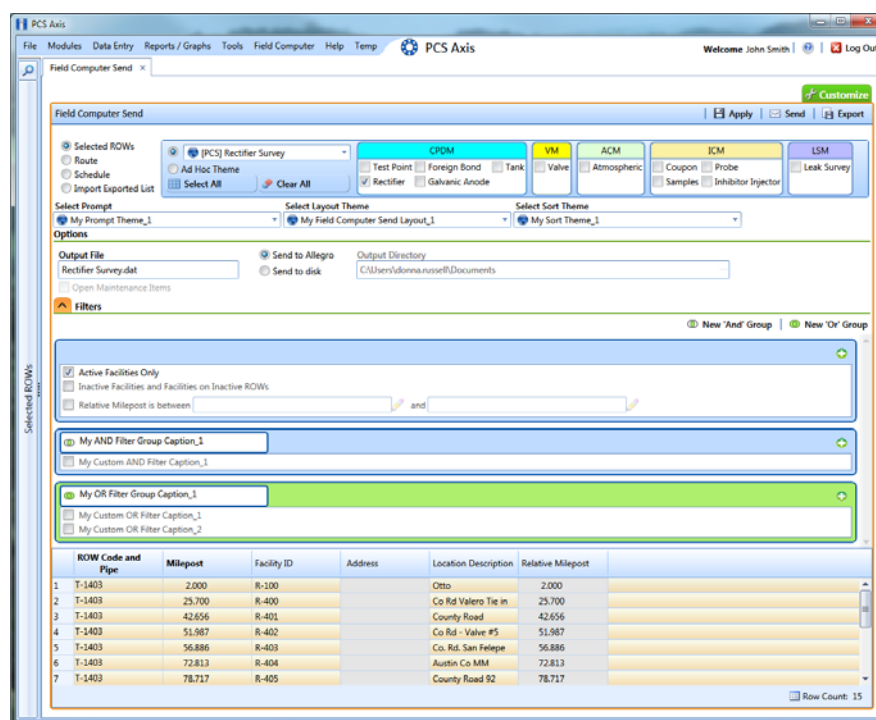 PCS Axis
File Modules Data Entry Reports / Graphs Tools Field Computer Help Temp PCS Axis Welcome John Smith Log Out
Field Computer Send ×
Customize
Field Computer Send Apply Send Export
Selected ROWs
Route
Schedule
Import Exported List
[PCS] Rectifier Survey
Ad Hoc Theme
Select All Clear All
CPDM
Test Point Foreign Bond Tank
Rectifier Galvanic Anode
VM
Valve
ACM
Atmospheric
ICM
Coupon Probe
Samples Inhibitor Injector
LSM
Leak Survey
Select Prompt Select Layout Theme Select Sort Theme
My Prompt Theme_1 My Field Computer Send Layout_1 My Sort Theme_1
Options
Output File Send to Allegro Output Directory
Rectifier Survey.dat Send to disk C:\Users\donna.russell\Documents
Open Maintenance Items
Filters
New 'And' Group New 'Or' Group
Active Facilities Only
Inactive Facilities and Facilities on Inactive ROWs
Relative Milepost is between and
My AND Filter Group Caption_1
My Custom AND Filter Caption_1
My OR Filter Group Caption_1
My Custom OR Filter Caption_1
My Custom OR Filter Caption_2
Selected ROWs
ROW Code and Pipe Milepost Facility ID Address Location Description Relative Milepost
1 T-1403 2.000 R-100 Otto 2.000
2 T-1403 25.700 R-400 Co Rd Valero Tie in 25.700
3 T-1403 42.656 R-401 County Road 42.656
4 T-1403 51.987 R-402 Co Rd - Valve #5 51.987
5 T-1403 56.886 R-403 Co. Rd. San Felepe 56.886
6 T-1403 72.813 R-404 Austin Co MM 72.813
7 T-1403 78.717 R-405 County Road 92 78.717
Row Count: 15